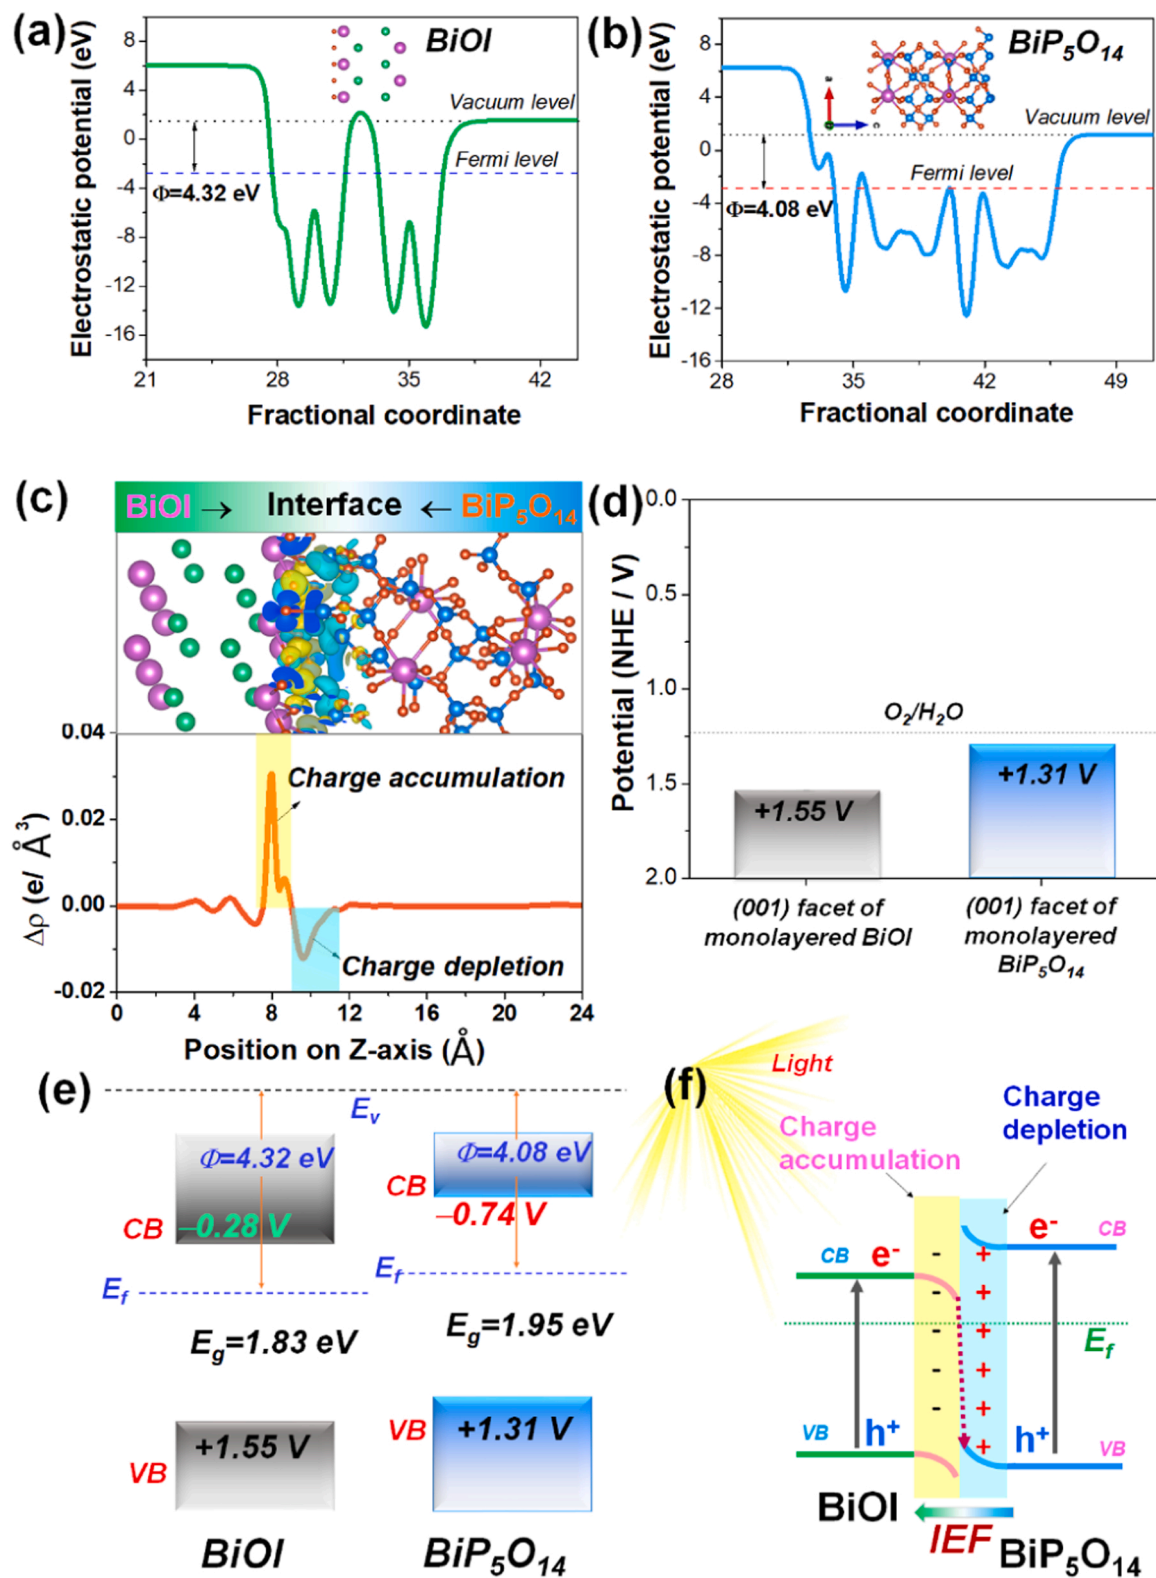 (a)
BiOI
Electrostatic potential (eV)
8
4
0
-4
-8
-12
-16
Vacuum level
Fermi level
Φ=4.32 eV
21 28 35 42
Fractional coordinate
(b)
BiP5O14
Electrostatic potential (eV)
8
4
0
-4
-8
-12
-16
Vacuum level
Fermi level
Φ=4.08 eV
28 35 42 49
Fractional coordinate
(c)
BiOI → Interface ← BiP5O14
0.04
0.02
0.00
-0.02
Δρ (e/ Å3)
Charge accumulation
Charge depletion
0 4 8 12 16 20 24
Position on Z-axis (Å)
(d)
Potential (NHE / V)
0.0
0.5
1.0
1.5
2.0
O2/H2O
+1.55 V
+1.31 V
(001) facet of
monolayered BiOI
(001) facet of
monolayered
BiP5O14
(e)
Ev
Φ=4.32 eV
Φ=4.08 eV
CB
−0.28 V
CB
−0.74 V
Ef
Ef
Eg=1.83 eV
Eg=1.95 eV
VB
+1.55 V
VB
+1.31 V
BiOI
BiP5O14
(f)
Light
Charge
accumulation
Charge
depletion
CB e-
e- CB
- +
- +
- +
- +
- +
+
Ef
VB h+
h+ VB
BiOI
IEF
BiP5O14